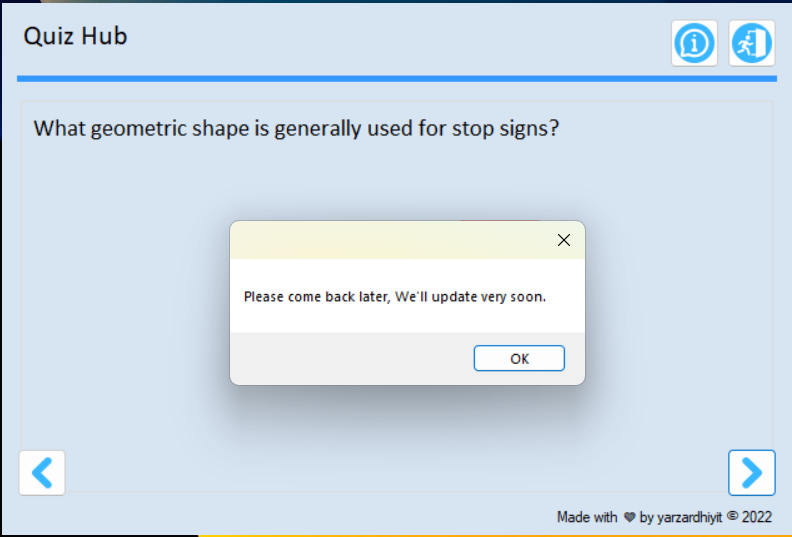 Quiz Hub
What geometric shape is generally used for stop signs?
Please come back later, We'll update very soon.
OK
Made with ♥ by yarzardhiyit © 2022